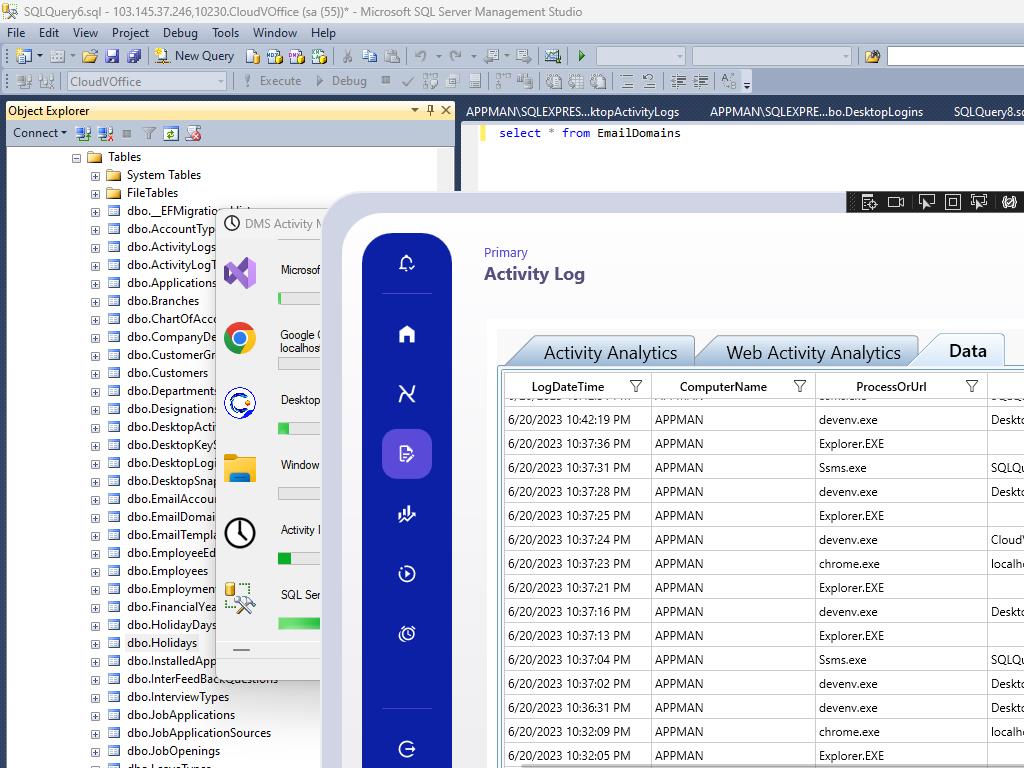 SQLQuery6.sql - 103.145.37.246,10230.CloudVOffice (sa (55))* - Microsoft SQL Server Management Studio
File Edit View Project Debug Tools Window Help
New Query
CloudVOffice Execute Debug
Object Explorer
Connect
Tables
System Tables
FileTables
dbo.__EFMigrations
dbo.AccountTyp
dbo.ActivityLogs
dbo.ActivityLogT
dbo.Applications
dbo.Branches
dbo.ChartOfAcco
dbo.CompanyDe
dbo.CustomerGr
dbo.Customers
dbo.Departments
dbo.Designations
dbo.DesktopActi
dbo.DesktopKeyS
dbo.DesktopLogi
dbo.DesktopSnap
dbo.EmailAccou
dbo.EmailDomai
dbo.EmailTempla
dbo.EmployeeEd
dbo.Employees
dbo.Employmen
dbo.FinancialYea
dbo.HolidayDays
dbo.Holidays
dbo.InstalledApp
dbo.InterFeedBackQuestions
dbo.InterviewTypes
dbo.JobApplications
dbo.JobApplicationSources
dbo.JobOpenings
dbo.LeaveTypes
APPMAN\SQLEXPRES...ktopActivityLogs APPMAN\SQLEXPRE...bo.DesktopLogins SQLQuery8.sq
select * from EmailDomains
DMS Activity M
Microsof
Google C
localhost
Desktop
Window
Activity M
SQL Ser
Primary
Activity Log
Activity Analytics Web Activity Analytics Data
LogDateTime ComputerName ProcessOrUrl
6/20/2023 10:42:19 PM APPMAN devenv.exe Deskto
6/20/2023 10:37:36 PM APPMAN Explorer.EXE
6/20/2023 10:37:31 PM APPMAN Ssms.exe SQLQu
6/20/2023 10:37:28 PM APPMAN devenv.exe Deskto
6/20/2023 10:37:25 PM APPMAN Explorer.EXE
6/20/2023 10:37:24 PM APPMAN devenv.exe CloudV
6/20/2023 10:37:23 PM APPMAN chrome.exe localho
6/20/2023 10:37:21 PM APPMAN Explorer.EXE
6/20/2023 10:37:16 PM APPMAN devenv.exe Deskto
6/20/2023 10:37:13 PM APPMAN Explorer.EXE
6/20/2023 10:37:04 PM APPMAN Ssms.exe SQLQu
6/20/2023 10:37:02 PM APPMAN devenv.exe Deskto
6/20/2023 10:36:31 PM APPMAN devenv.exe Deskto
6/20/2023 10:32:09 PM APPMAN chrome.exe localho
6/20/2023 10:32:05 PM APPMAN Explorer.EXE